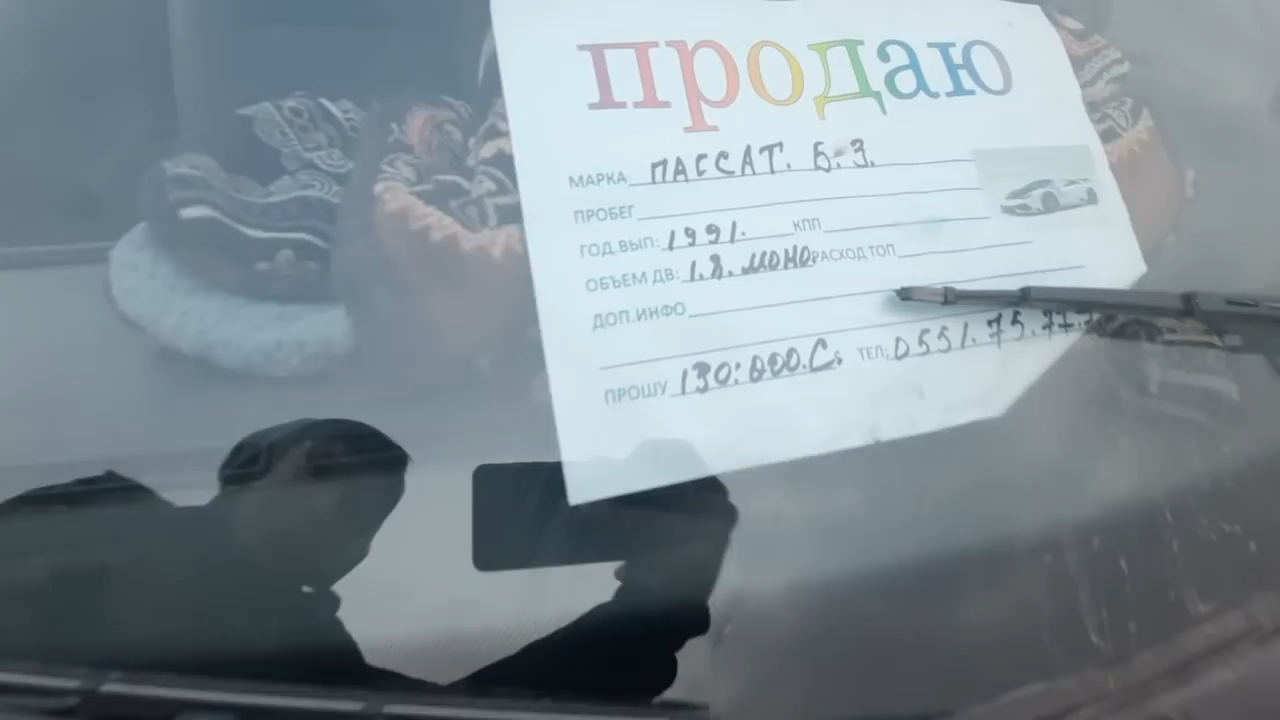 продаю
МАРКА ПАССАТ. Б-3.
ПРОБЕГ
ГОД.ВЫП: 1991. КПП
ОБЪЕМ ДВ: 1.8. МОНО. РАСХОД ТОП
ДОП.ИНФО
ПРОШУ 130:000.С. ТЕЛ; 0551.75.77.